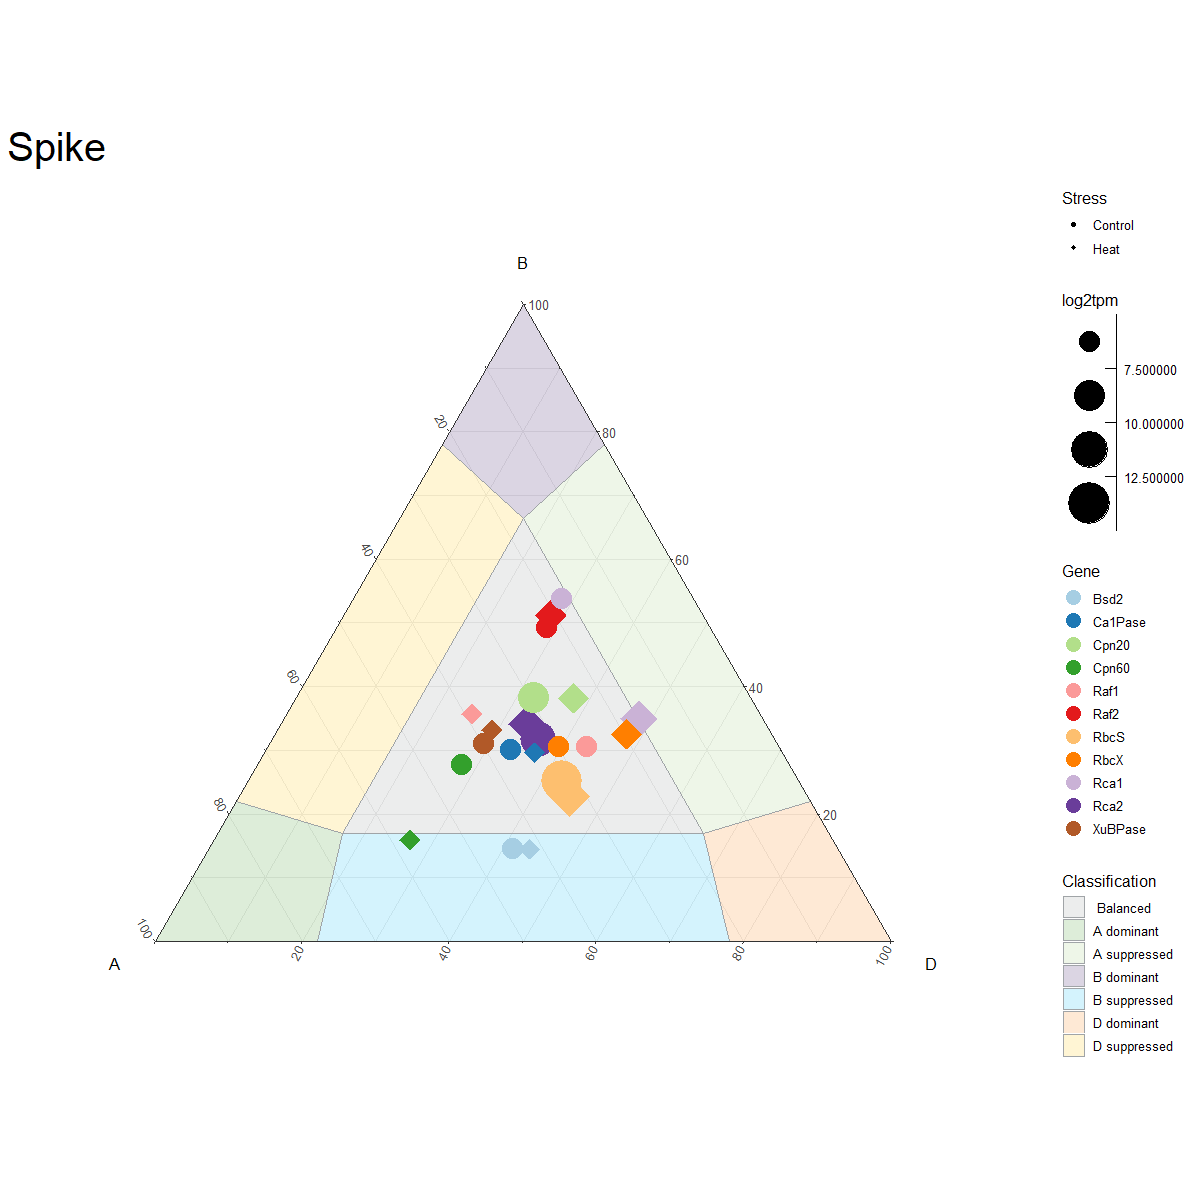 Spike
B
100
20
80
40
60
60
40
80
20
100
20
40
60
80
100
A
D
Stress
Control
Heat
log2tpm
7.500000
10.000000
12.500000
Gene
Bsd2
Ca1Pase
Cpn20
Cpn60
Raf1
Raf2
RbcS
RbcX
Rca1
Rca2
XuBPase
Classification
Balanced
A dominant
A suppressed
B dominant
B suppressed
D dominant
D suppressed